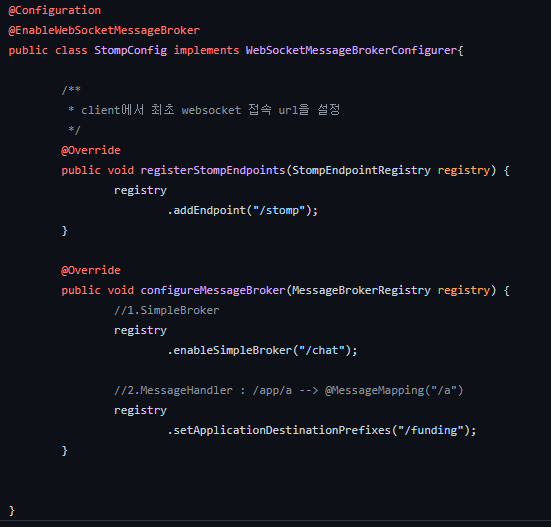 @Configuration
@EnableWebSocketMessageBroker
public class StompConfig implements WebSocketMessageBrokerConfigurer{
/**
* client에서 최초 websocket 접속 url을 설정
*/
@Override
public void registerStompEndpoints(StompEndpointRegistry registry) {
registry
.addEndpoint("/stomp");
}
@Override
public void configureMessageBroker(MessageBrokerRegistry registry) {
//1.SimpleBroker
registry
.enableSimpleBroker("/chat");
//2.MessageHandler : /app/a --> @MessageMapping("/a")
registry
.setApplicationDestinationPrefixes("/funding");
}
}